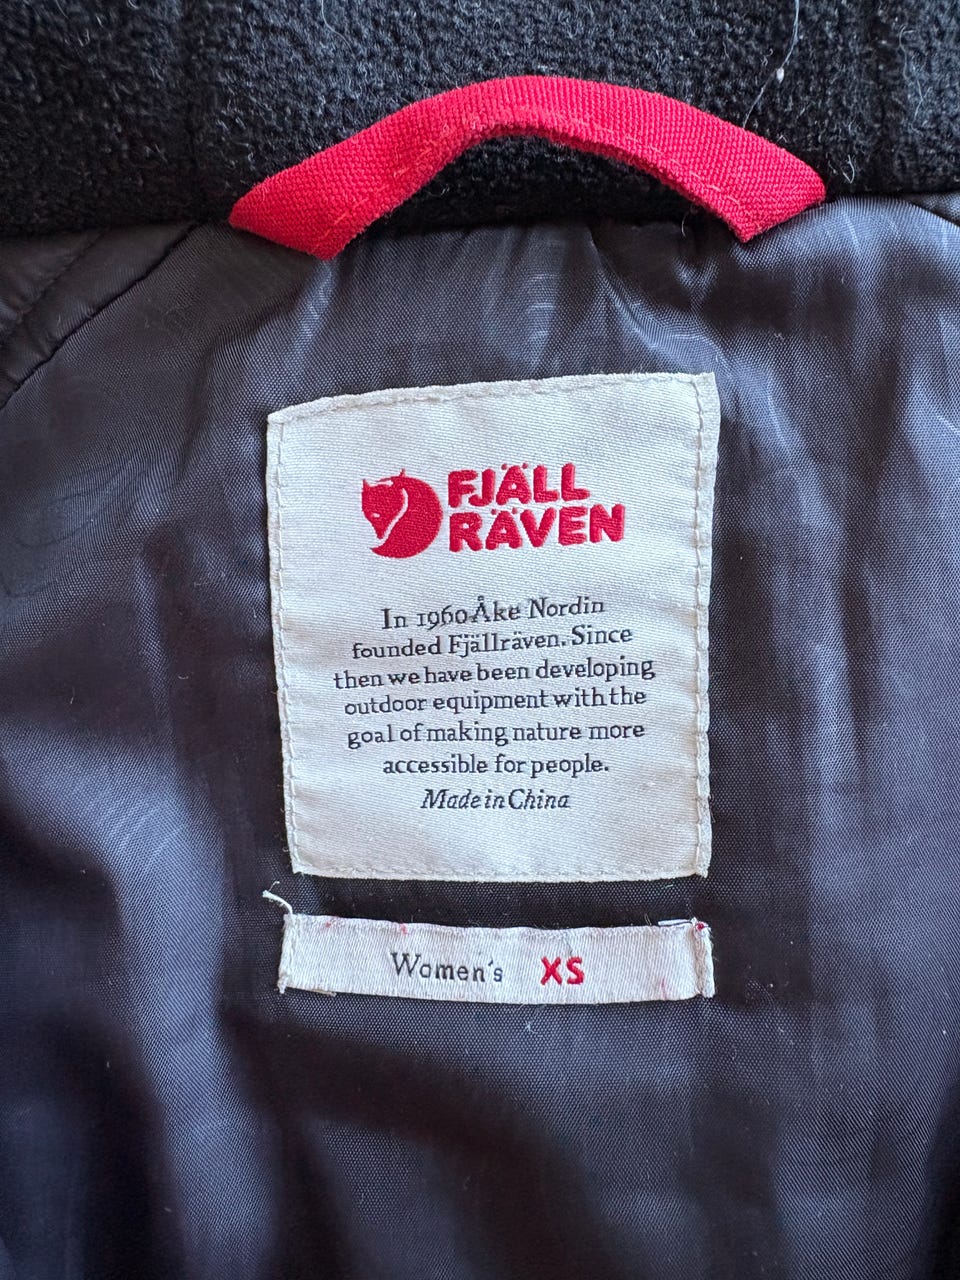 FJÄLL
RÄVEN
In 1960 Åke Nordin
founded Fjällräven. Since
then we have been developing
outdoor equipment with the
goal of making nature more
accessible for people.
Made in China
Women's XS